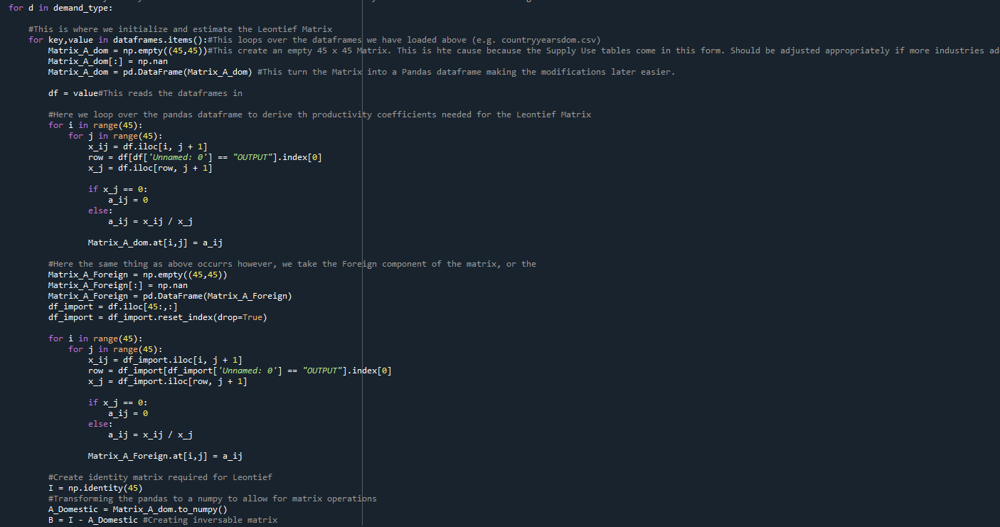 for d in demand_type:
#This is where we initialize and estimate the Leontief Matrix
for key,value in dataframes.items():#This loops over the dataframes we have loaded above (e.g. countryyearsdom.csv)
Matrix_A_dom = np.empty((45,45))#This create an empty 45 x 45 Matrix. This is hte cause because the Supply Use tables come in this form. Should be adjusted appropriately if more industries ad
Matrix_A_dom[:] = np.nan
Matrix_A_dom = pd.DataFrame(Matrix_A_dom) #This turn the Matrix into a Pandas dataframe making the modifications later easier.
df = value#This reads the dataframes in
#Here we loop over the pandas dataframe to derive th productivity coefficients needed for the Leontief Matrix
for i in range(45):
for j in range(45):
x_ij = df.iloc[i, j + 1]
row = df[df['Unnamed: 0'] == "OUTPUT"].index[0]
x_j = df.iloc[row, j + 1]
if x_j == 0:
a_ij = 0
else:
a_ij = x_ij / x_j
Matrix_A_dom.at[i,j] = a_ij
#Here the same thing as above occurrs however, we take the Foreign component of the matrix, or the
Matrix_A_Foreign = np.empty((45,45))
Matrix_A_Foreign[:] = np.nan
Matrix_A_Foreign = pd.DataFrame(Matrix_A_Foreign)
df_import = df.iloc[45:,:]
df_import = df_import.reset_index(drop=True)
for i in range(45):
for j in range(45):
x_ij = df_import.iloc[i, j + 1]
row = df_import[df_import['Unnamed: 0'] == "OUTPUT"].index[0]
x_j = df_import.iloc[row, j + 1]
if x_j == 0:
a_ij = 0
else:
a_ij = x_ij / x_j
Matrix_A_Foreign.at[i,j] = a_ij
#Create identity matrix required for Leontief
I = np.identity(45)
#Transforming the pandas to a numpy to allow for matrix operations
A_Domestic = Matrix_A_dom.to_numpy()
B = I - A_Domestic #Creating inversable matrix